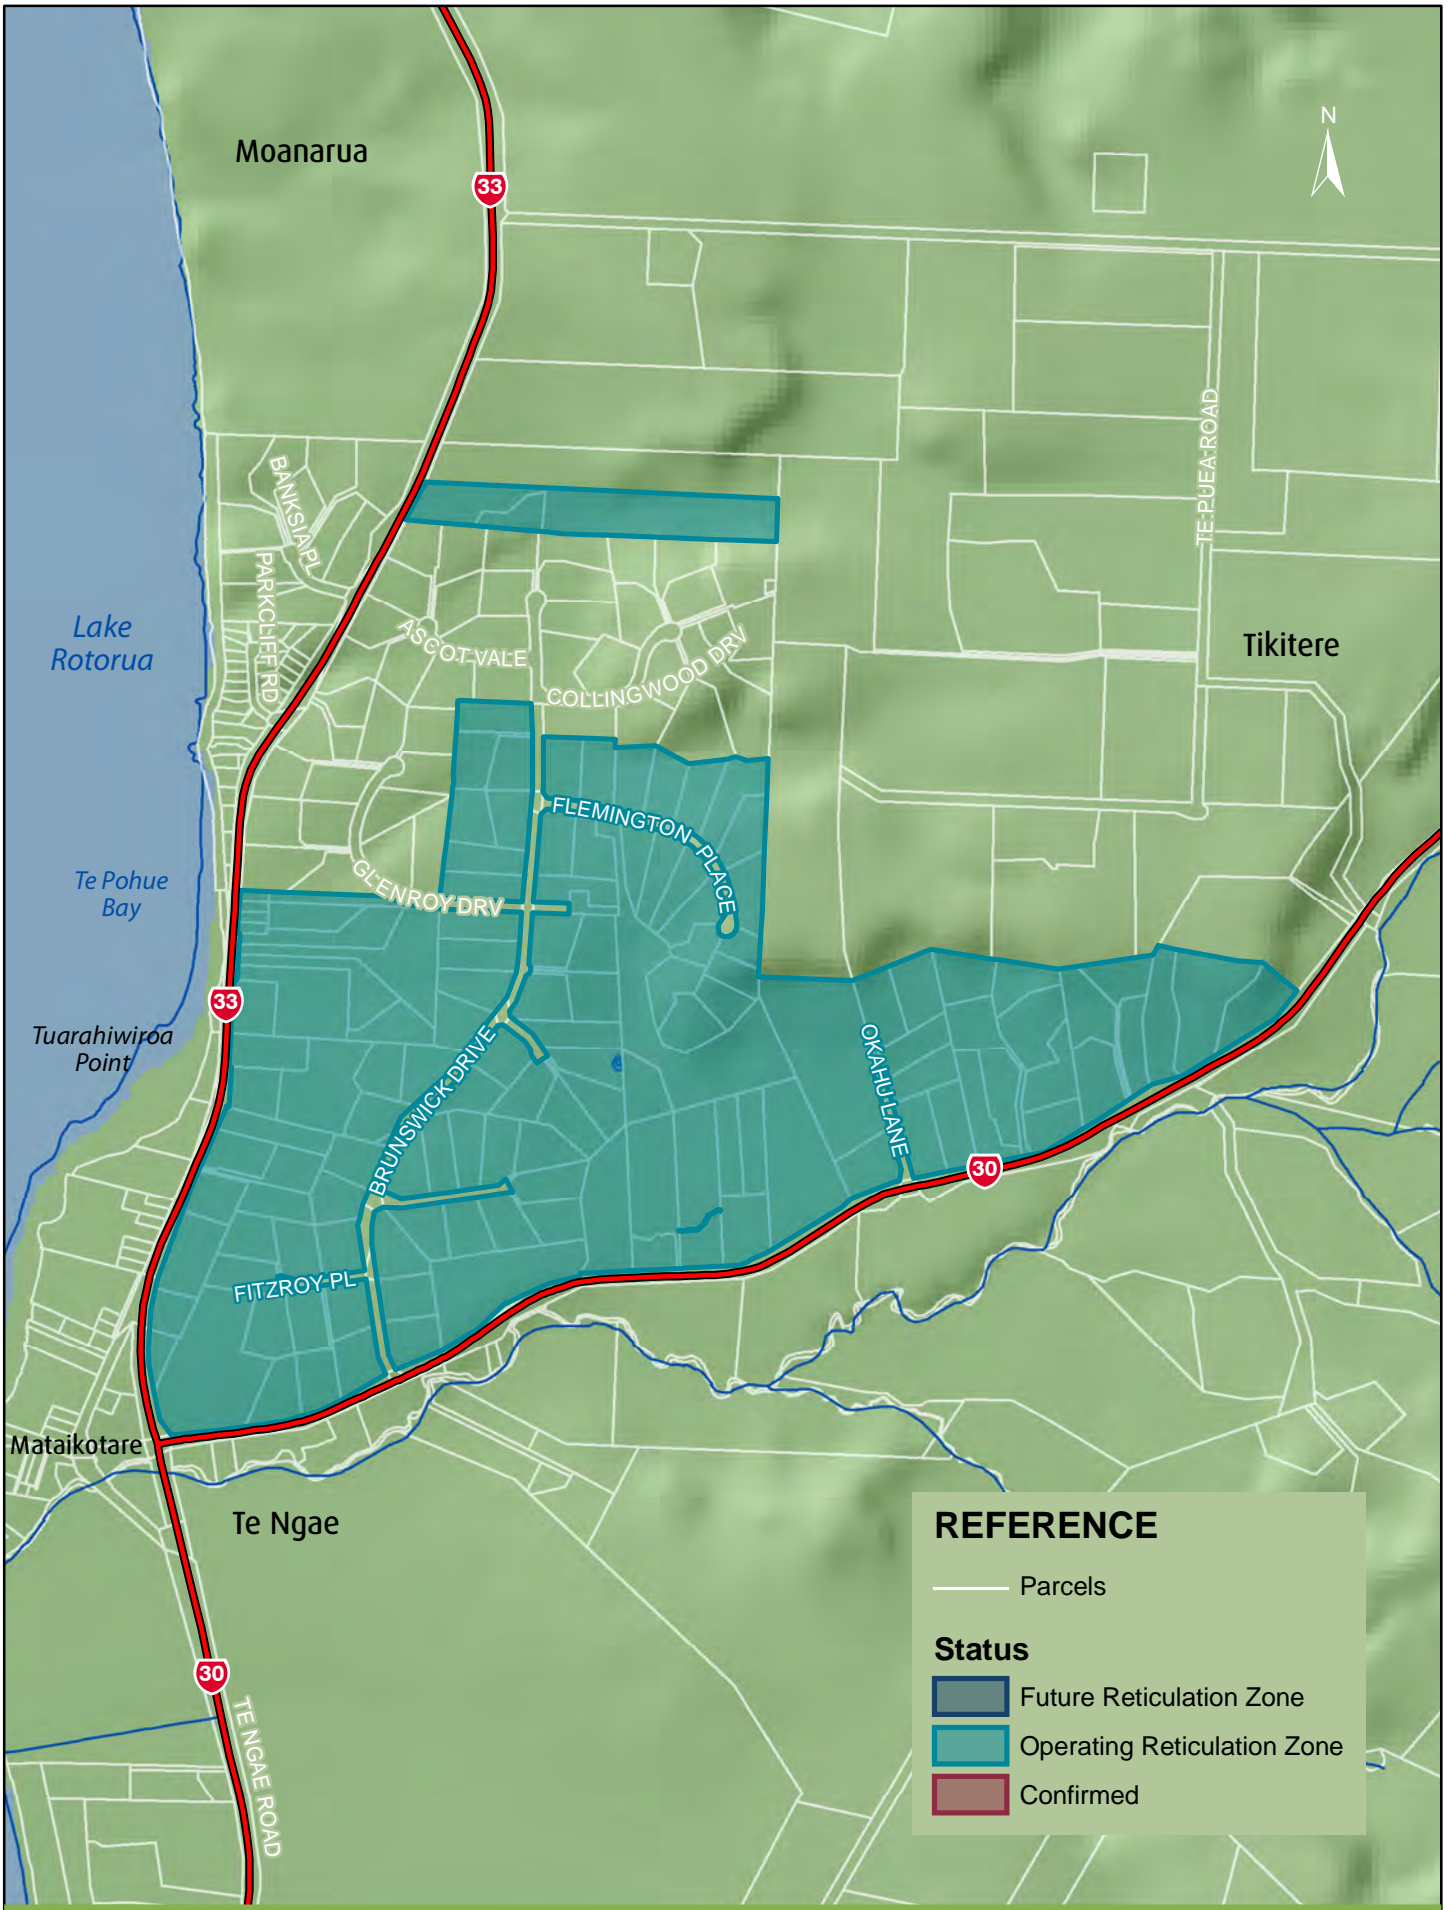 N
Moanarua
33
BANKSIA PL
PARKCLIFF RD
TE PUEA ROAD
Lake
Rotorua
Tikitere
ASCOT VALE
COLLINGWOOD DRV
FLEMINGTON PLACE
GLENROY DRV
Te Pohue
Bay
33
Tuarahiwiroa
Point
BRUNSWICK DRIVE
OKAHU LANE
30
FITZROY PL
Mataikotare
Te Ngae
30
TE NGAE ROAD
REFERENCE
Parcels
Status
Future Reticulation Zone
Operating Reticulation Zone
Confirmed